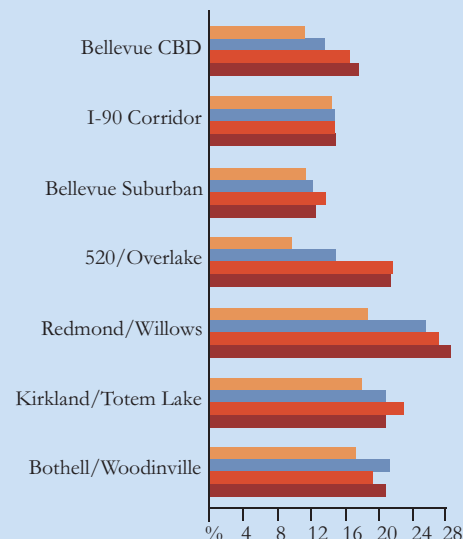 Bellevue CBD
I-90 Corridor
Bellevue Suburban
520/Overlake
Redmond/Willows
Kirkland/Totem Lake
Bothell/Woodinville
% 4 8 12 16 20 24 28